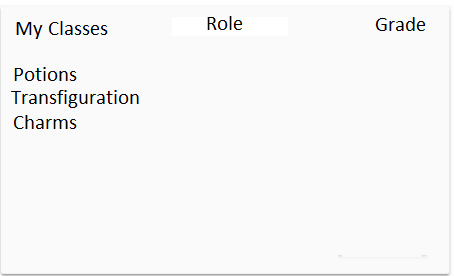 My Classes Role Grade
Potions
Transfiguration
Charms